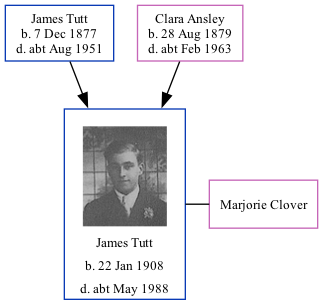 James Tutt
b. 7 Dec 1877
d. abt Aug 1951
Clara Ansley
b. 28 Aug 1879
d. abt Feb 1963
James Tutt
b. 22 Jan 1908
d. abt May 1988
Marjorie Clover